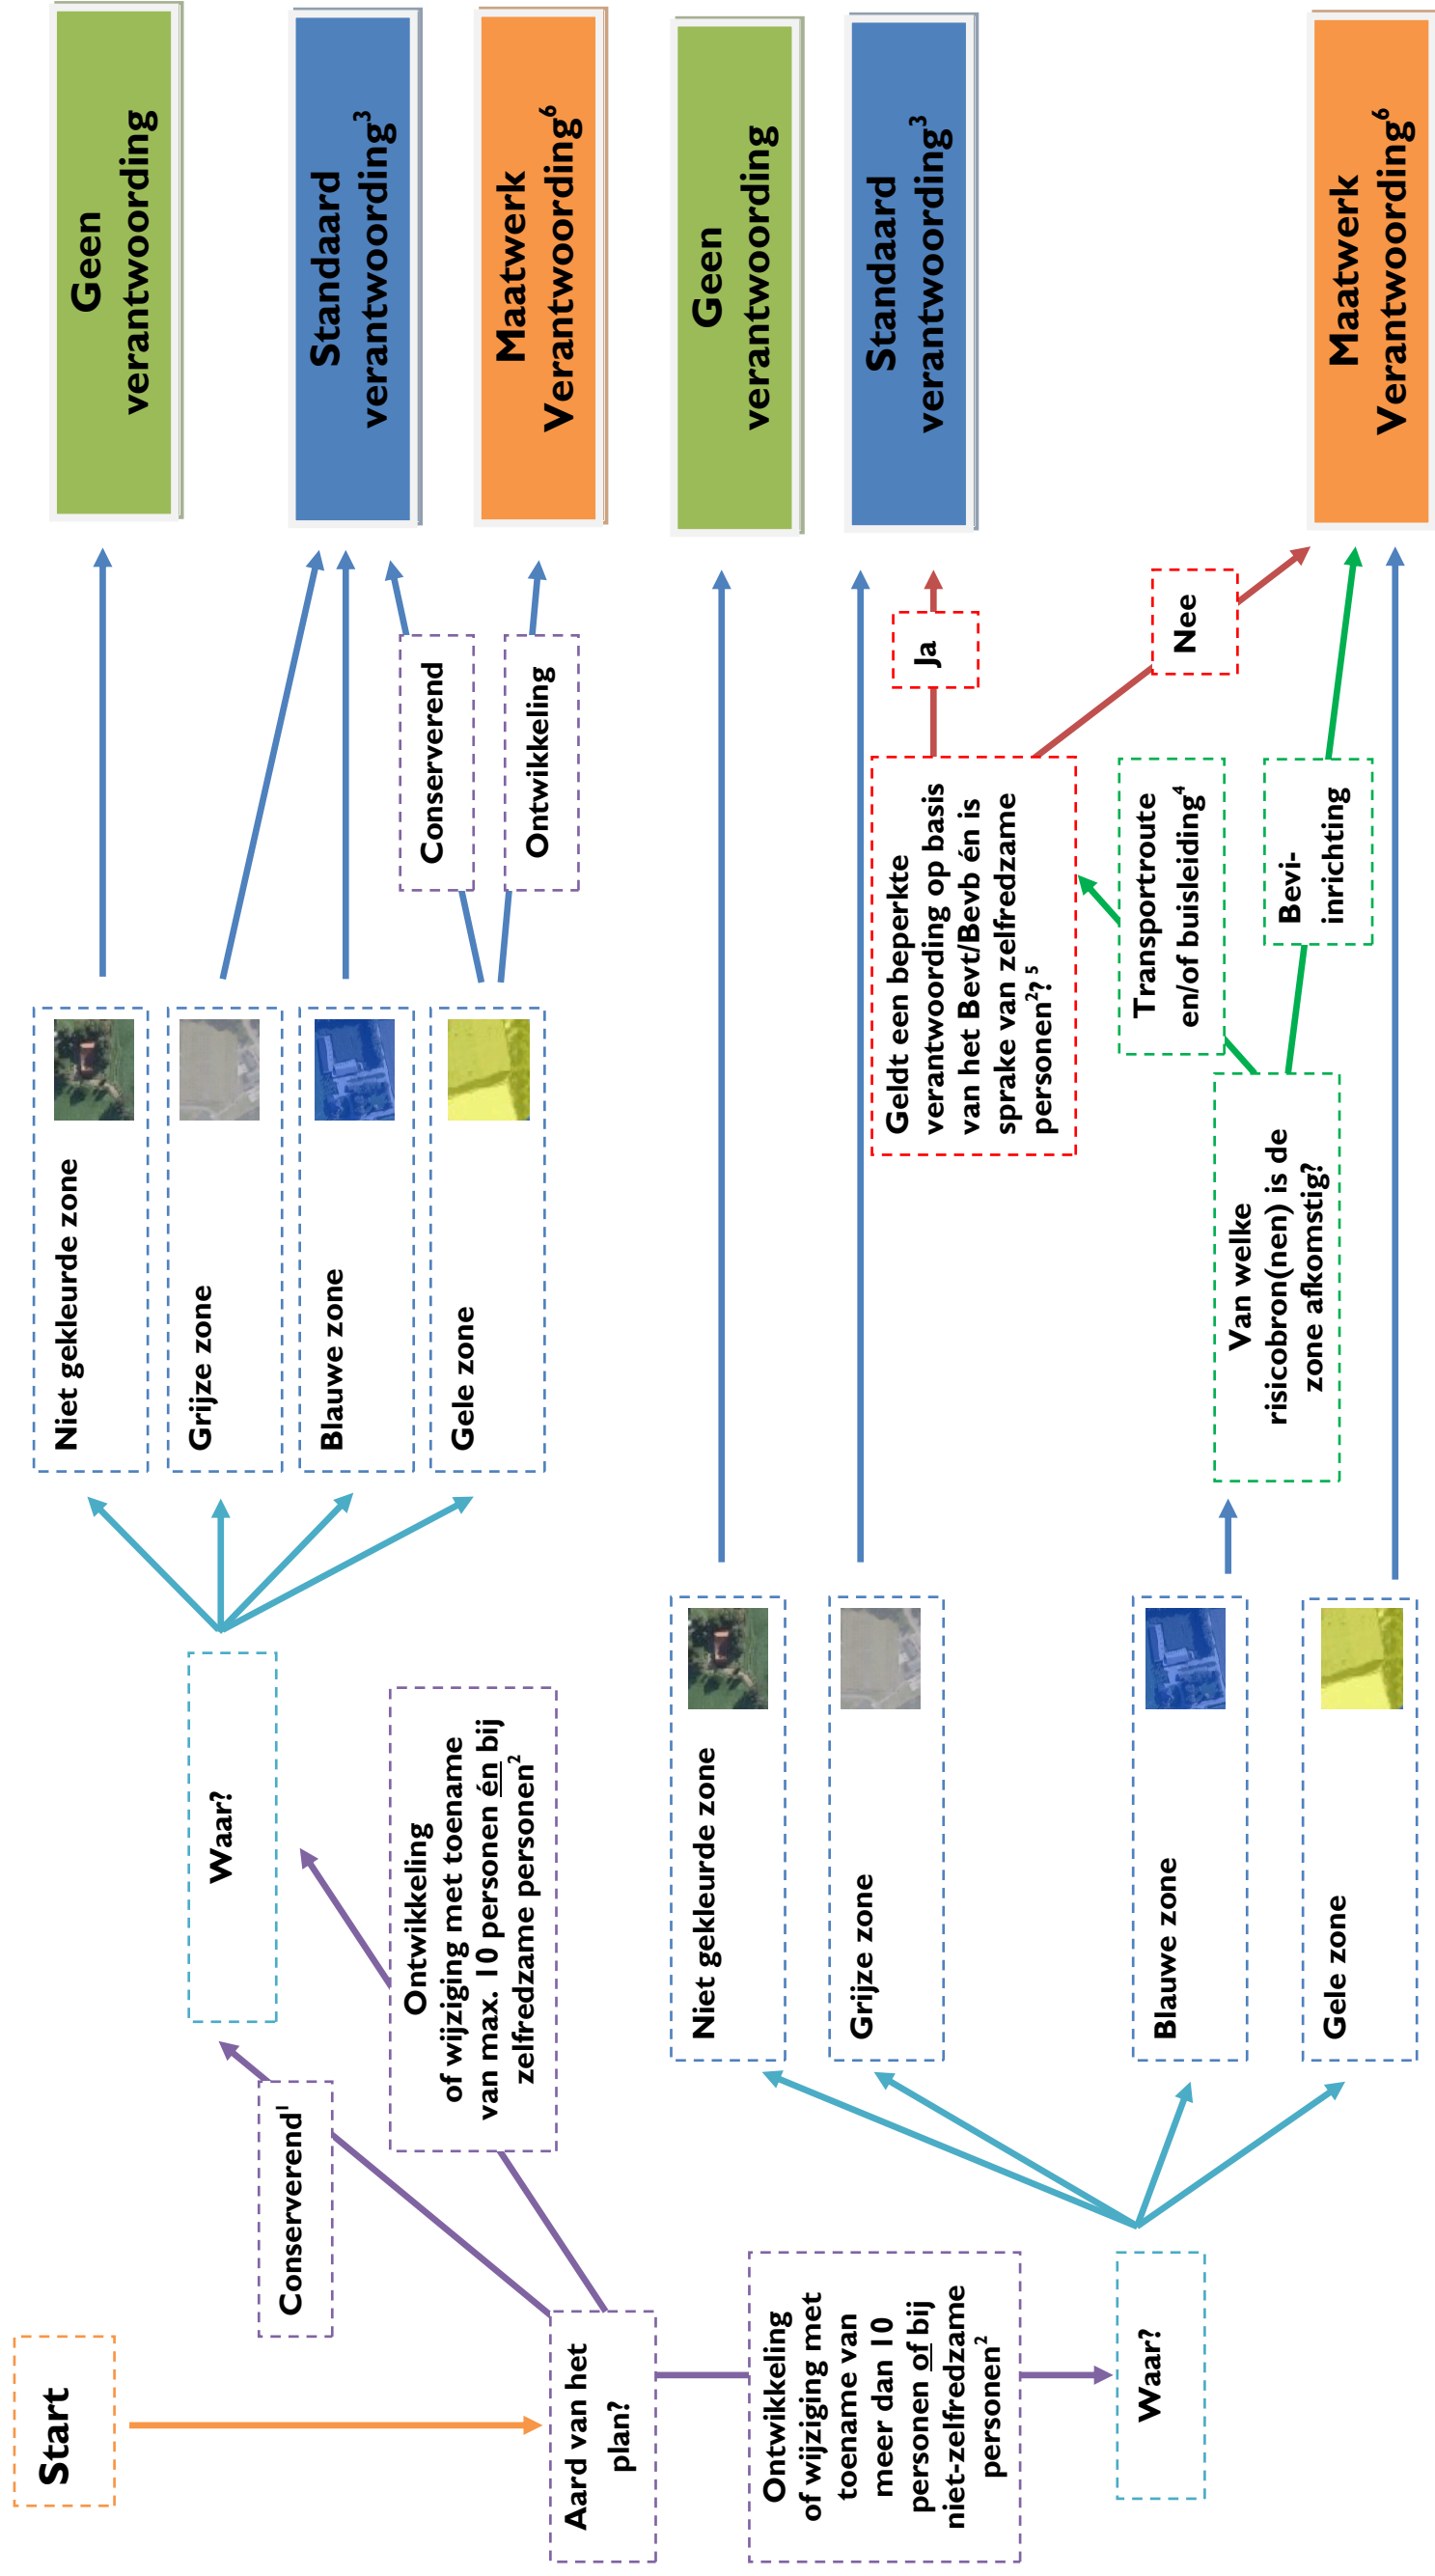 Start
Aard van het
plan?
Conserverend¹
Ontwikkeling
of wijziging met toename
van max. 10 personen én bij
zelfredzame personen²
Waar?
Niet gekleurde zone
Grijze zone
Blauwe zone
Gele zone
Conserverend
Ontwikkeling
Geen
verantwoording
Standaard
verantwoording³
Maatwerk
Verantwoording⁶
Ontwikkeling
of wijziging met
toename van
meer dan 10
personen of bij
niet-zelfredzame
personen²
Waar?
Niet gekleurde zone
Grijze zone
Blauwe zone
Gele zone
Van welke
risicobron(nen) is de
zone afkomstig?
Transportroute
en/of buisleiding⁴
Bevi-
inrichting
Geldt een beperkte
verantwoording op basis
van het Bevt/Bevb én is
sprake van zelfredzame
personen²? ⁵
Ja
Nee
Geen
verantwoording
Standaard
verantwoording³
Maatwerk
Verantwoording⁶